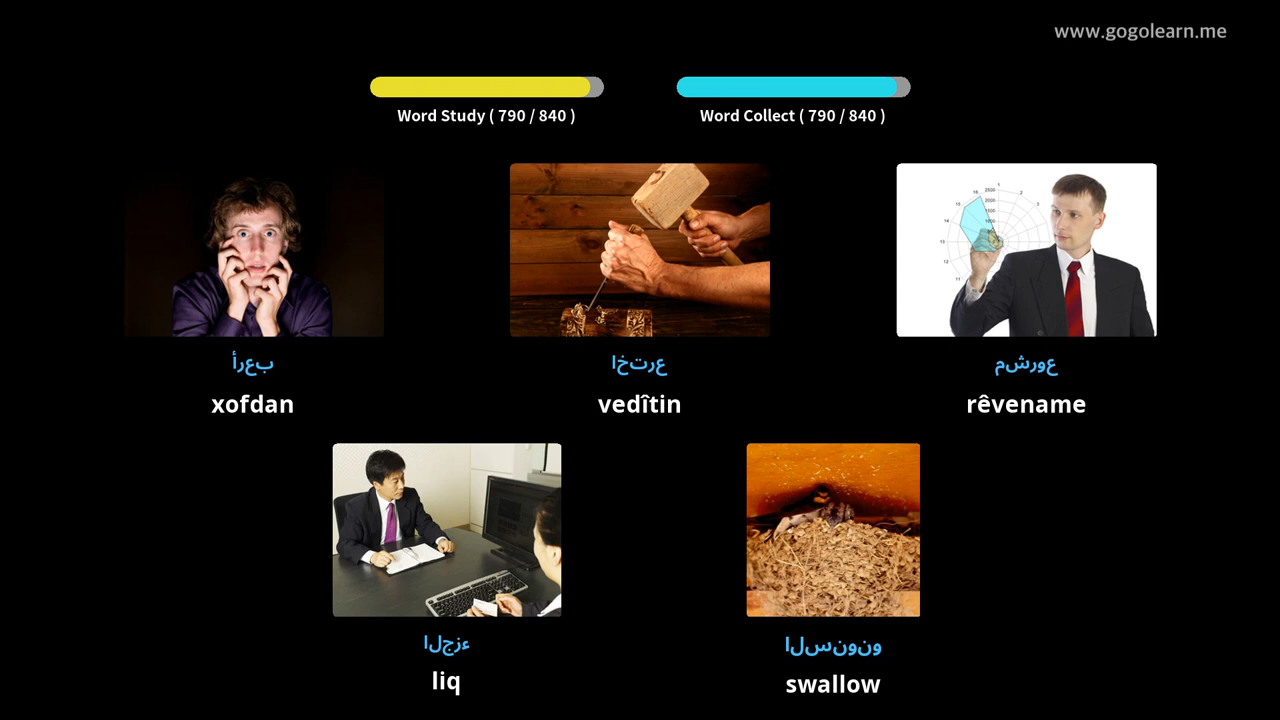 www.gogolearn.me
Word Study ( 790 / 840 )
Word Collect ( 790 / 840 )
أرعب
اخترع
مشروع
xofdan
vedîtin
rêvename
الجزء
السنونو
liq
swallow